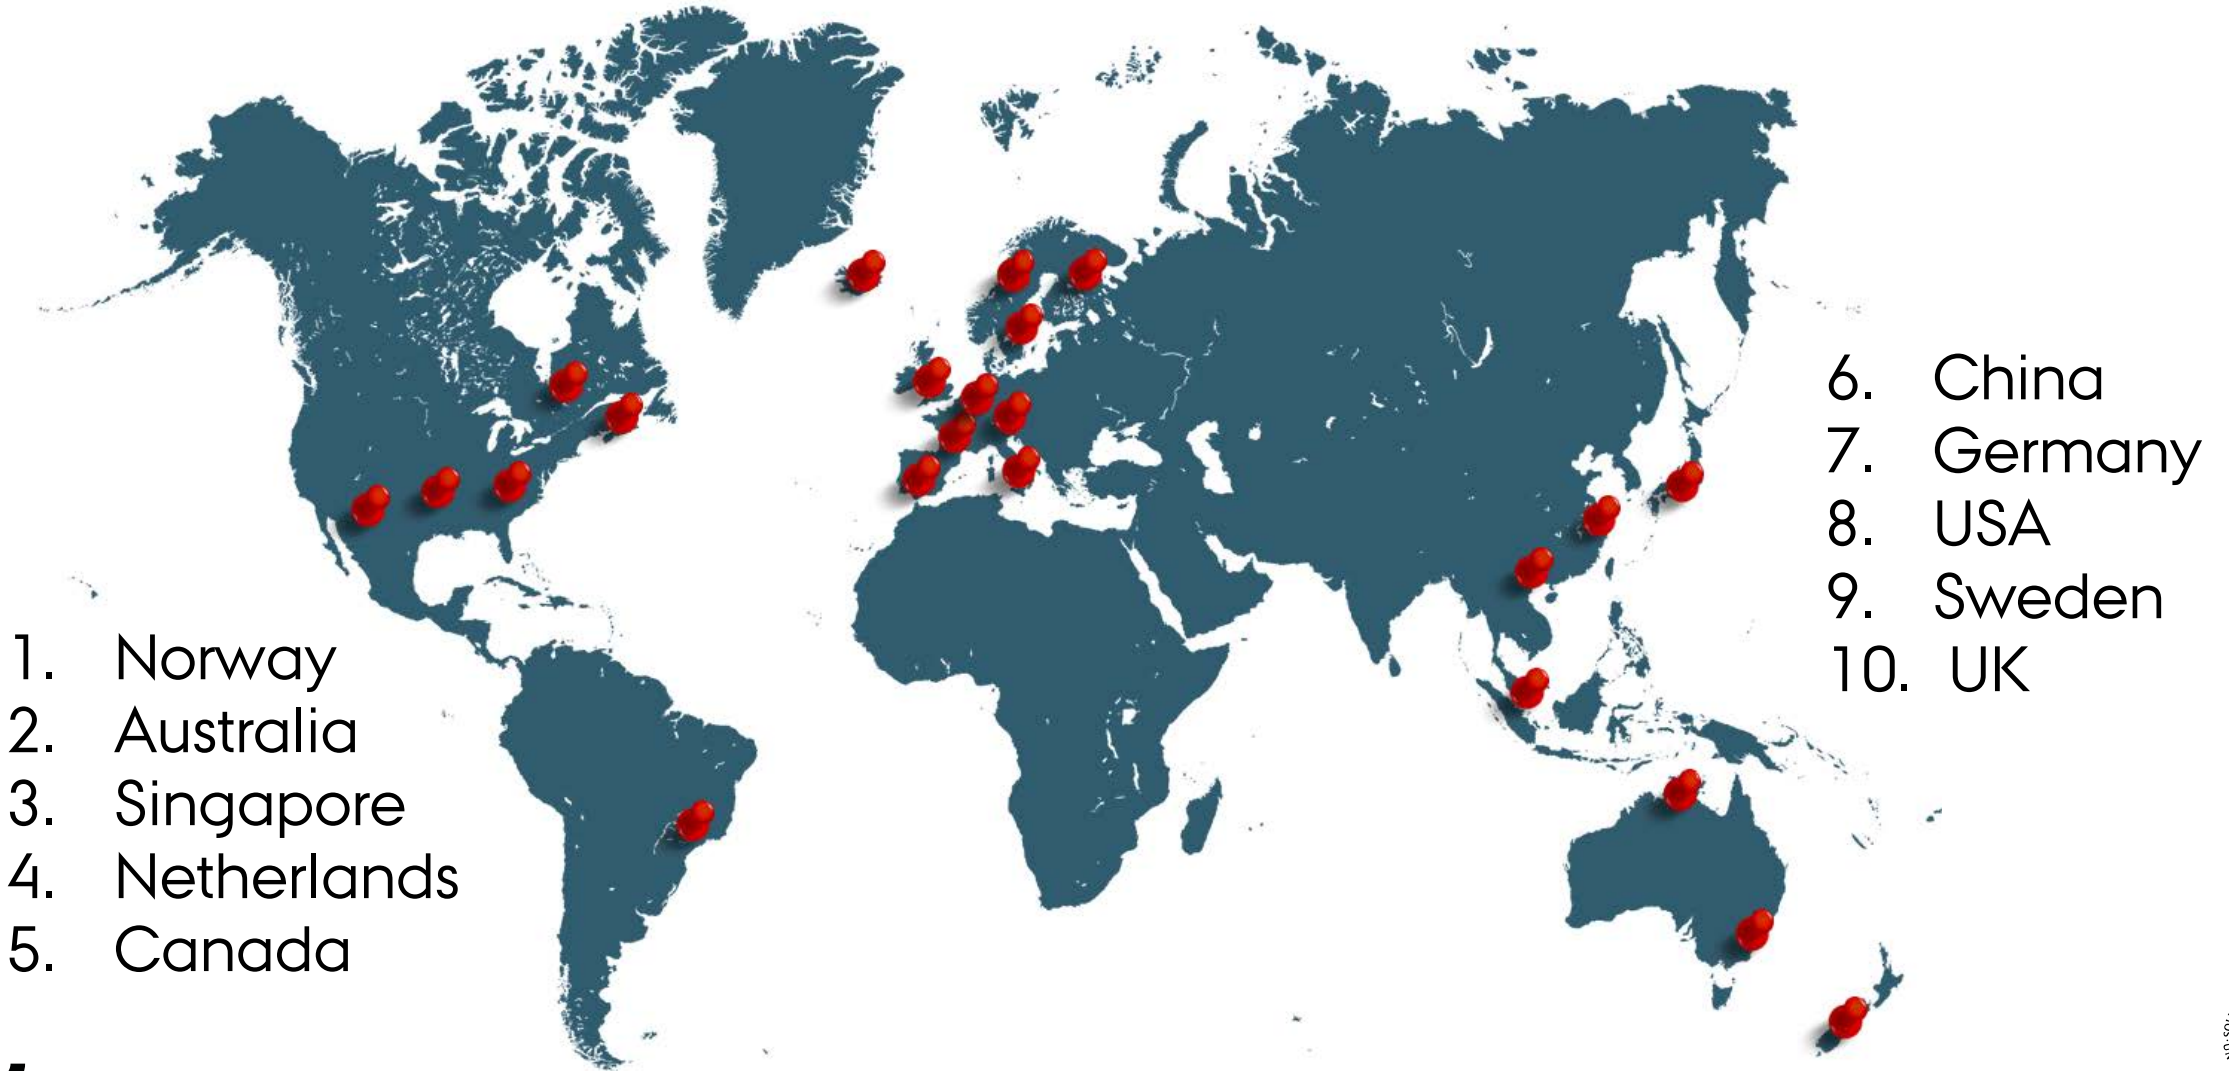 1. Norway
2. Australia
3. Singapore
4. Netherlands
5. Canada
6. China
7. Germany
8. USA
9. Sweden
10. UK